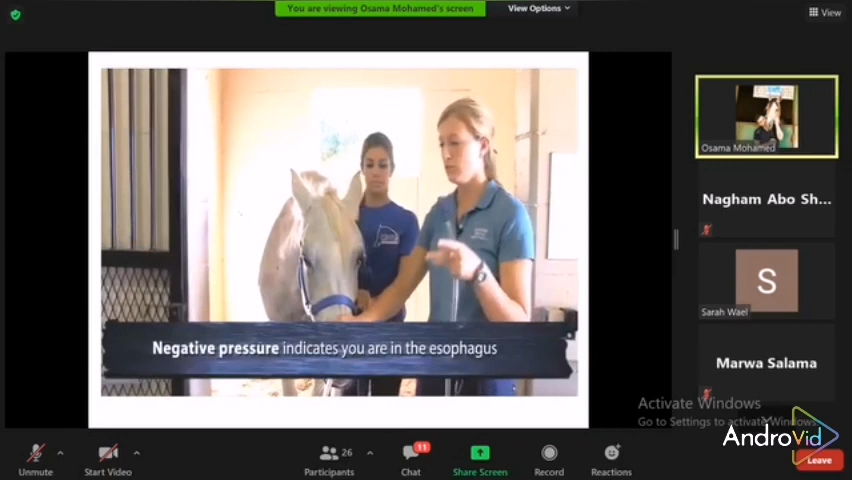 You are viewing Osama Mohamed's screen
View Options
View
Osama Mohamed
Nagham Abo Sh...
S
Sarah Wael
Marwa Salama
Negative pressure indicates you are in the esophagus
Activate Windows
Go to Settings to activate Windows.
AndroVid
Unmute
Start Video
26
Participants
11
Chat
Share Screen
Record
Reactions
Leave